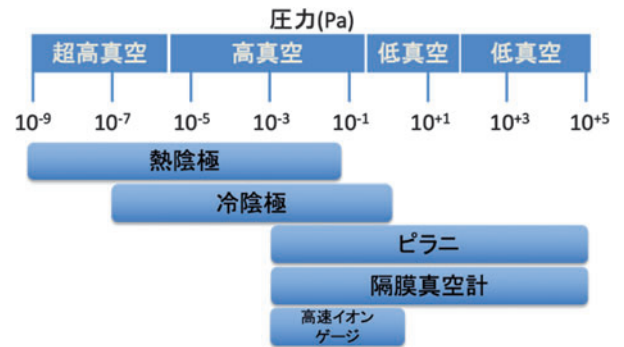 圧力(Pa)
超高真空 高真空 低真空 低真空
10⁻⁹ 10⁻⁷ 10⁻⁵ 10⁻³ 10⁻¹ 10⁺¹ 10⁺³ 10⁺⁵
熱陰極
冷陰極
ピラニ
隔膜真空計
高速イオン
ゲージ